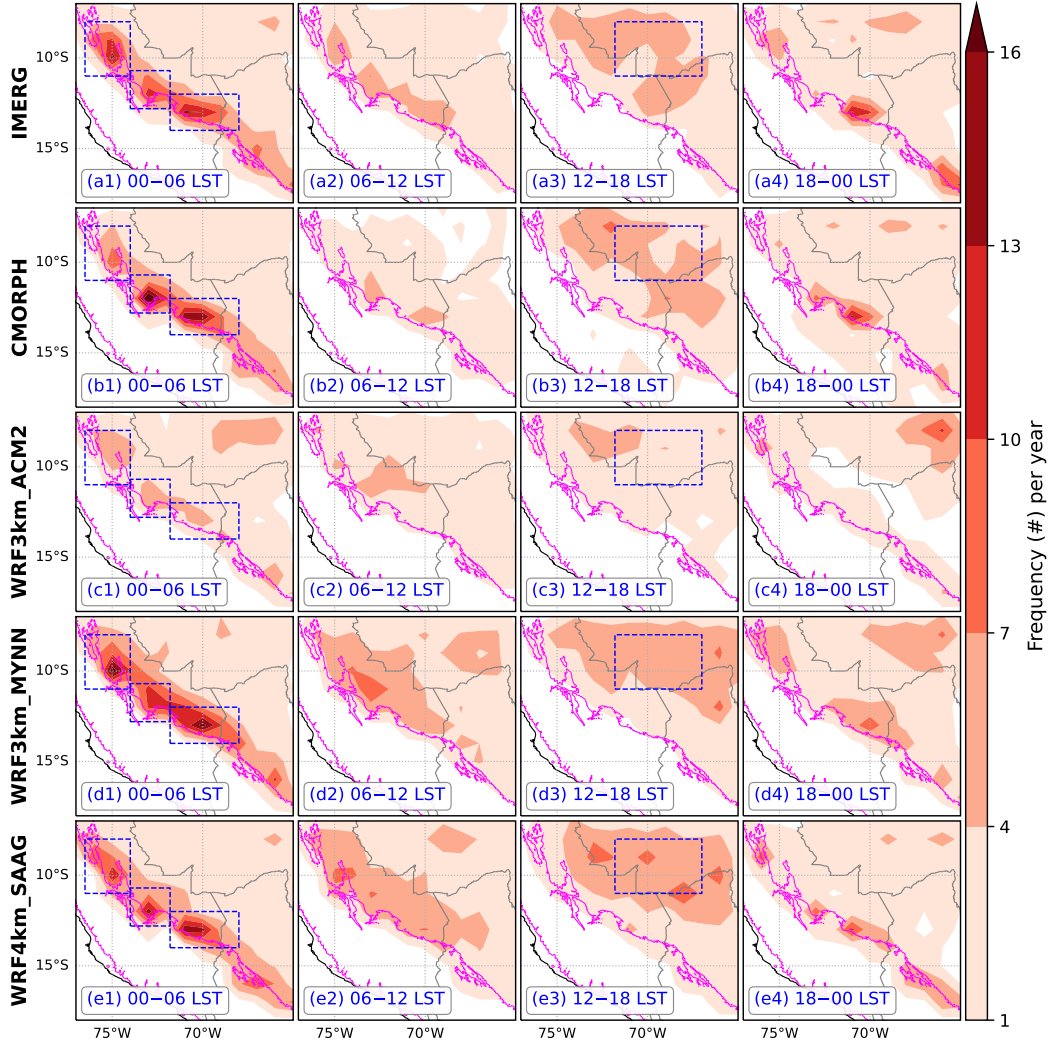 IMERG
10°S
15°S
(a1) 00−06 LST
(a2) 06−12 LST
(a3) 12−18 LST
(a4) 18−00 LST
CMORPH
10°S
15°S
(b1) 00−06 LST
(b2) 06−12 LST
(b3) 12−18 LST
(b4) 18−00 LST
WRF3km_ACM2
10°S
15°S
(c1) 00−06 LST
(c2) 06−12 LST
(c3) 12−18 LST
(c4) 18−00 LST
WRF3km_MYNN
10°S
15°S
(d1) 00−06 LST
(d2) 06−12 LST
(d3) 12−18 LST
(d4) 18−00 LST
WRF4km_SAAG
10°S
15°S
(e1) 00−06 LST
(e2) 06−12 LST
(e3) 12−18 LST
(e4) 18−00 LST
75°W
70°W
75°W
70°W
75°W
70°W
75°W
70°W
16
13
10
7
4
1
Frequency (#) per year